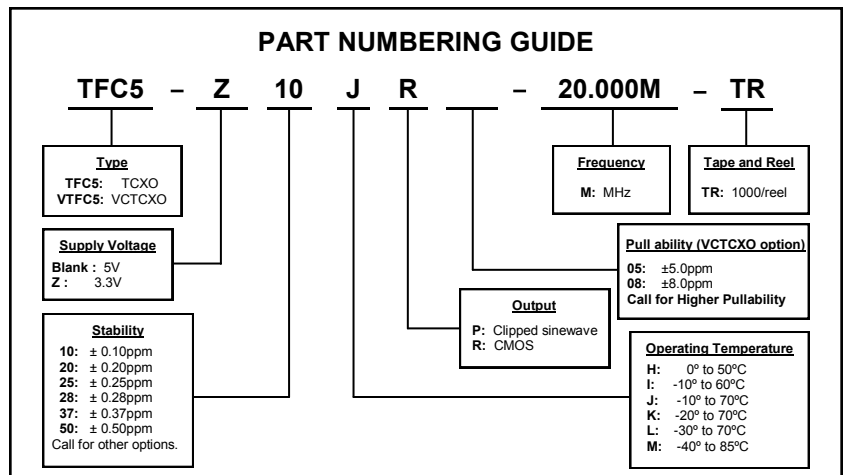 PART NUMBERING GUIDE
TFC5 – Z 10 J R – 20.000M – TR
Type
TFC5: TCXO
VTFC5: VCTCXO
Frequency
M: MHz
Tape and Reel
TR: 1000/reel
Supply Voltage
Blank : 5V
Z : 3.3V
Pull ability (VCTCXO option)
05: ±5.0ppm
08: ±8.0ppm
Call for Higher Pullability
Output
P: Clipped sinewave
R: CMOS
Stability
10: ± 0.10ppm
20: ± 0.20ppm
25: ± 0.25ppm
28: ± 0.28ppm
37: ± 0.37ppm
50: ± 0.50ppm
Call for other options.
Operating Temperature
H: 0º to 50ºC
I: -10º to 60ºC
J: -10º to 70ºC
K: -20º to 70ºC
L: -30º to 70ºC
M: -40º to 85ºC